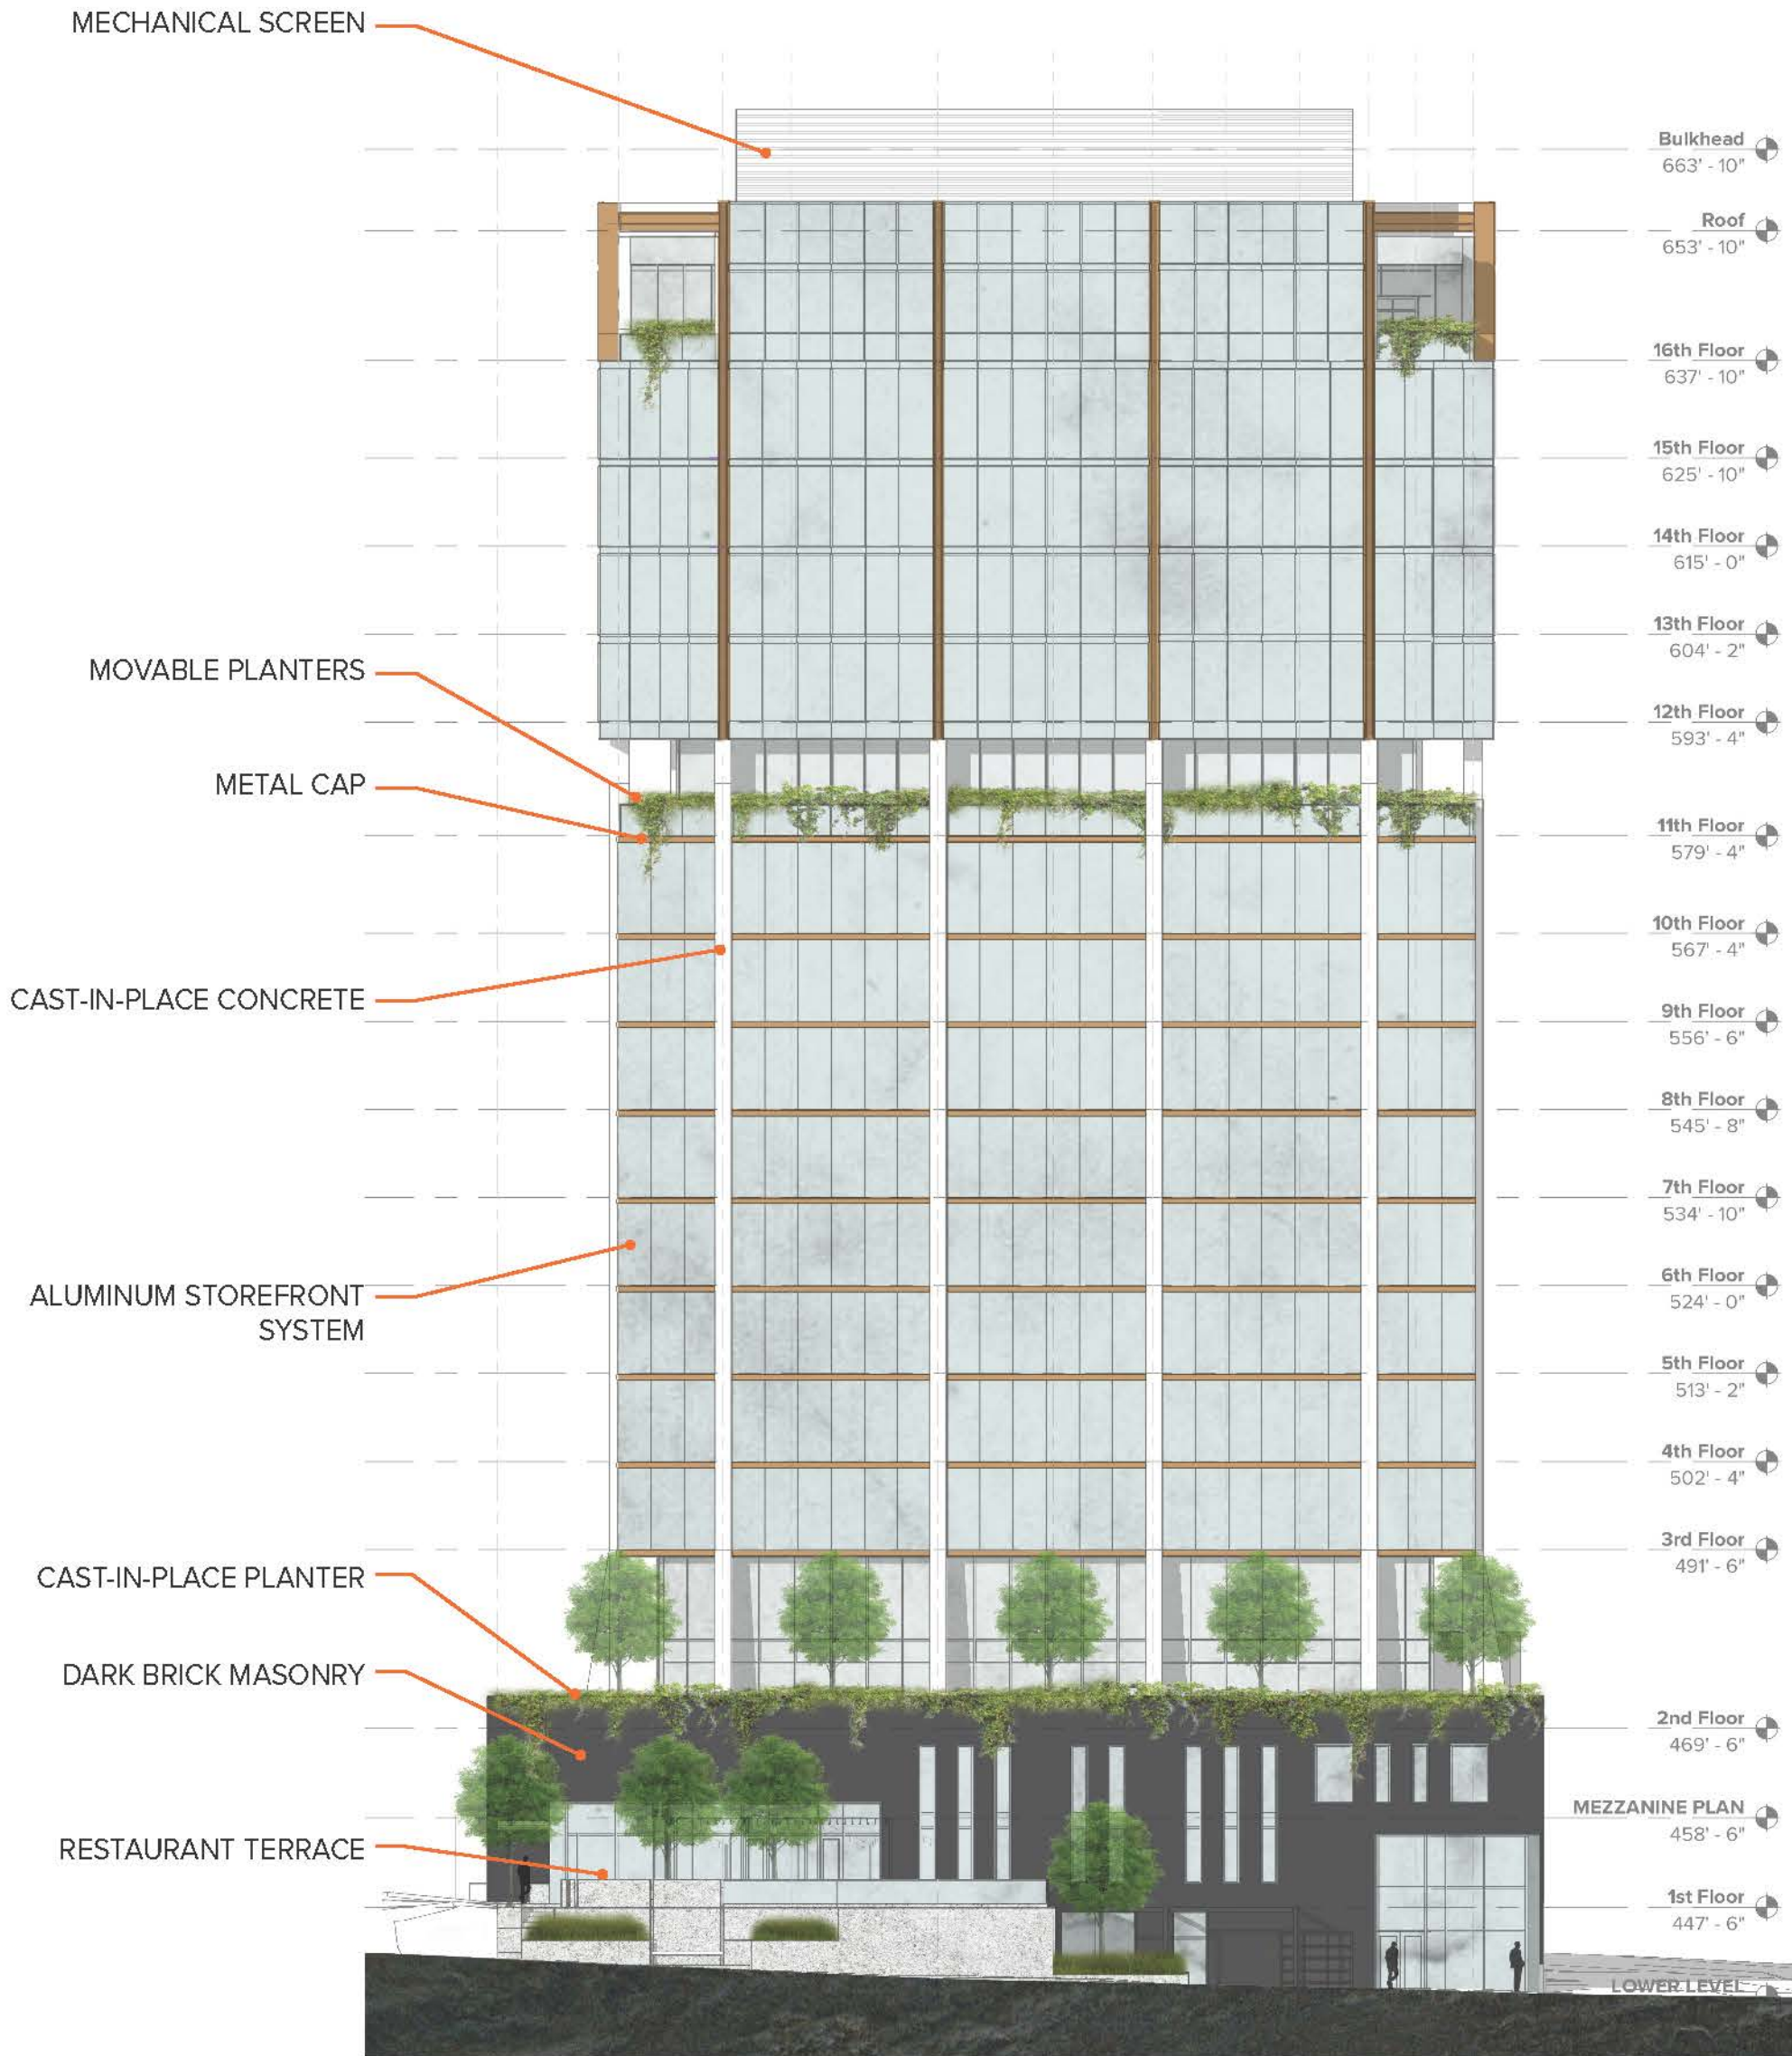 MECHANICAL SCREEN
Bulkhead
663' - 10"
Roof
653' - 10"
16th Floor
637' - 10"
15th Floor
625' - 10"
14th Floor
615' - 0"
13th Floor
604' - 2"
MOVABLE PLANTERS
12th Floor
593' - 4"
METAL CAP
11th Floor
579' - 4"
10th Floor
567' - 4"
CAST-IN-PLACE CONCRETE
9th Floor
556' - 6"
8th Floor
545' - 8"
7th Floor
534' - 10"
ALUMINUM STOREFRONT
SYSTEM
6th Floor
524' - 0"
5th Floor
513' - 2"
4th Floor
502' - 4"
3rd Floor
491' - 6"
CAST-IN-PLACE PLANTER
DARK BRICK MASONRY
2nd Floor
469' - 6"
MEZZANINE PLAN
458' - 6"
RESTAURANT TERRACE
1st Floor
447' - 6"
LOWER LEVEL